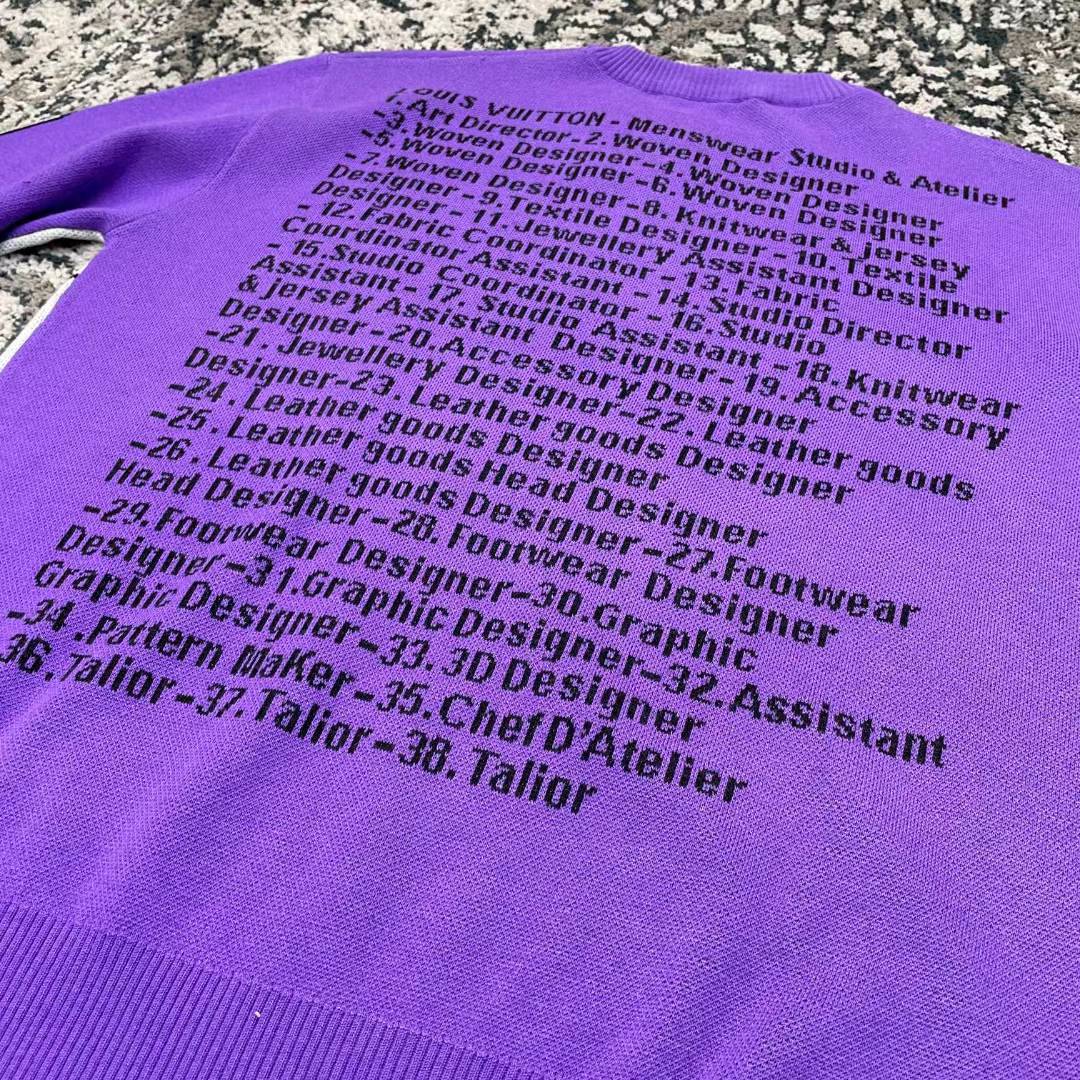 LOUIS VUITTON - Menswear Studio & Atelier
1. Art Director - 2. Woven Designer
-3. Woven Designer - 4. Woven Designer
-5. Woven Designer - 6. Woven Designer
-7. Woven Designer - 8. Knitwear & jersey
Designer - 9. Textile Designer - 10. Textile
Designer - 11. Jewellery Assistant Designer
- 12. Fabric Coordinator - 13. Fabric
Coordinator Assistant - 14. Studio Director
- 15. Studio Coordinator - 16. Studio
Assistant - 17. Studio Assistant - 18. Knitwear
& jersey Assistant Designer - 19. Accessory
Designer - 20. Accessory Designer
-21. Jewellery Designer - 22. Leather goods
Designer - 23. Leather goods Designer
-24. Leather goods Designer
-25. Leather goods Head Designer
-26. Leather goods Designer - 27. Footwear
Head Designer - 28. Footwear Designer
-29. Footwear Designer - 30. Graphic
Designer - 31. Graphic Designer - 32. Assistant
Graphic Designer - 33. 3D Designer
-34. Pattern Maker - 35. Chef D'Atelier
36. Talior - 37. Talior - 38. Talior